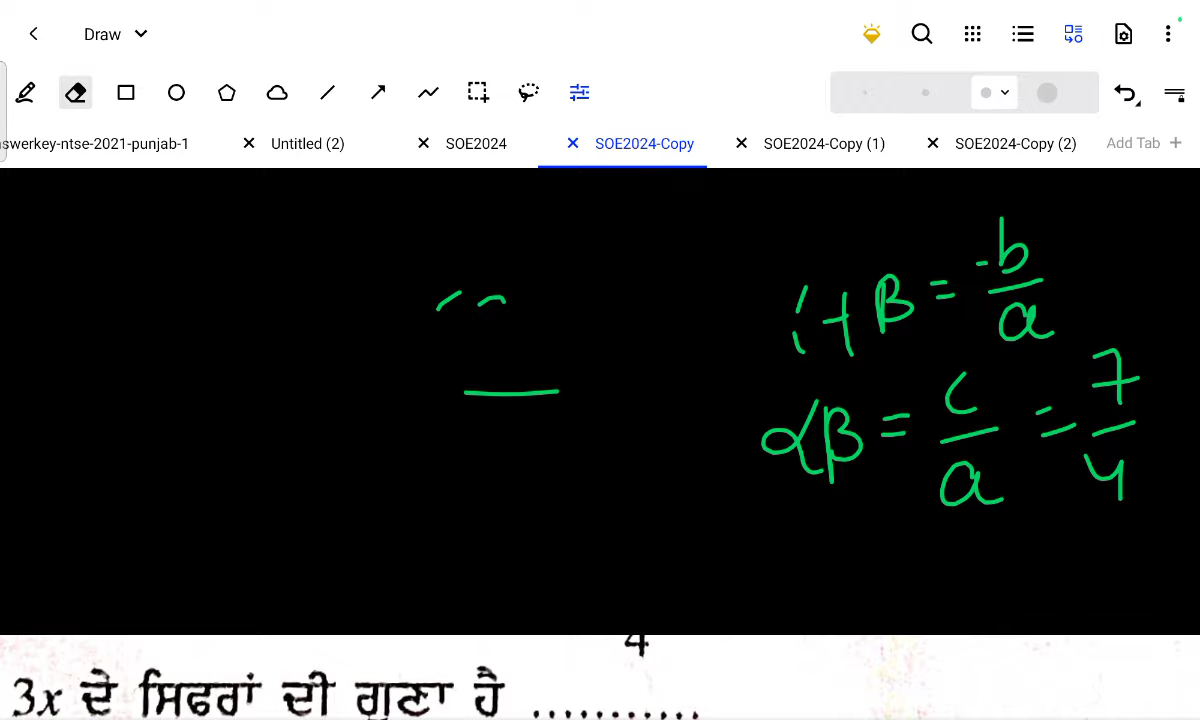 Draw
swerkey-ntse-2021-punjab-1
Untitled (2)
SOE2024
SOE2024-Copy
SOE2024-Copy (1)
SOE2024-Copy (2)
Add Tab +
+ β = -b/a
αβ = c/a = 7/4
4
3x ਦੇ ਸਿਫਰਾਂ ਦੀ ਗੁਣਾ ਹੈ ...........